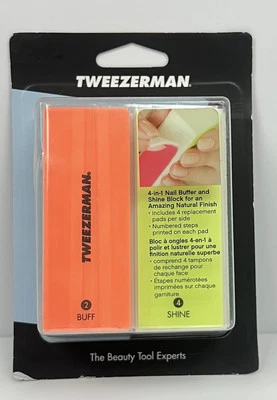 TWEEZERMAN®
TWEEZERMAN®
2
BUFF
4-in-1 Nail Buffer and
Shine Block for an
Amazing Natural Finish
• includes 4 replacement
pads per side
• Numbered steps
printed on each pad
Bloc à ongles 4-en-1 à
polir et lustrer pour une
finition naturelle superbe
• comprend 4 tampons
de rechange pour
chaque face
• Étapes numérotées
imprimées sur chaque
garniture
4
SHINE
The Beauty Tool Experts